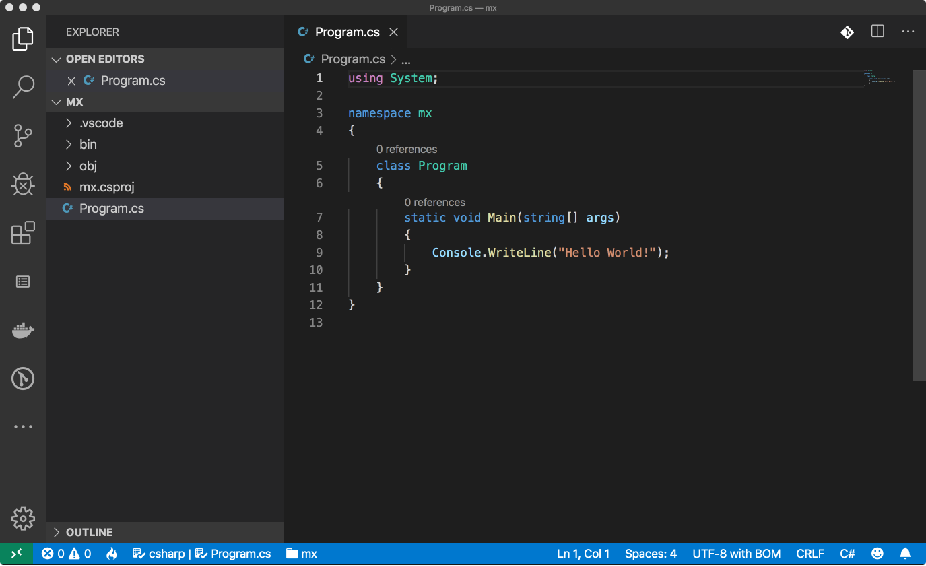 Program.cs — mx
EXPLORER
OPEN EDITORS
Program.cs
MX
.vscode
bin
obj
mx.csproj
Program.cs
OUTLINE
Program.cs
Program.cs > ...
1 using System;
2
3 namespace mx
4 {
0 references
5 class Program
6 {
0 references
7 static void Main(string[] args)
8 {
9 Console.WriteLine("Hello World!");
10 }
11 }
12 }
13
0 0 csharp | Program.cs mx Ln 1, Col 1 Spaces: 4 UTF-8 with BOM CRLF C#